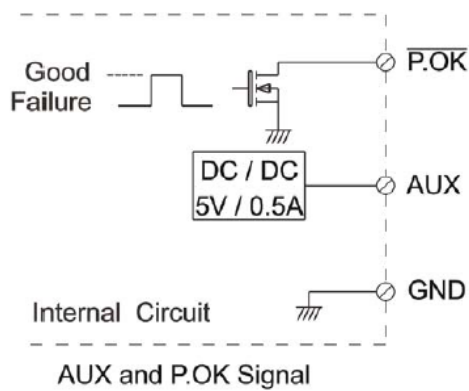 P.OK
Good
Failure
DC / DC
5V / 0.5A
AUX
GND
Internal Circuit
AUX and P.OK Signal